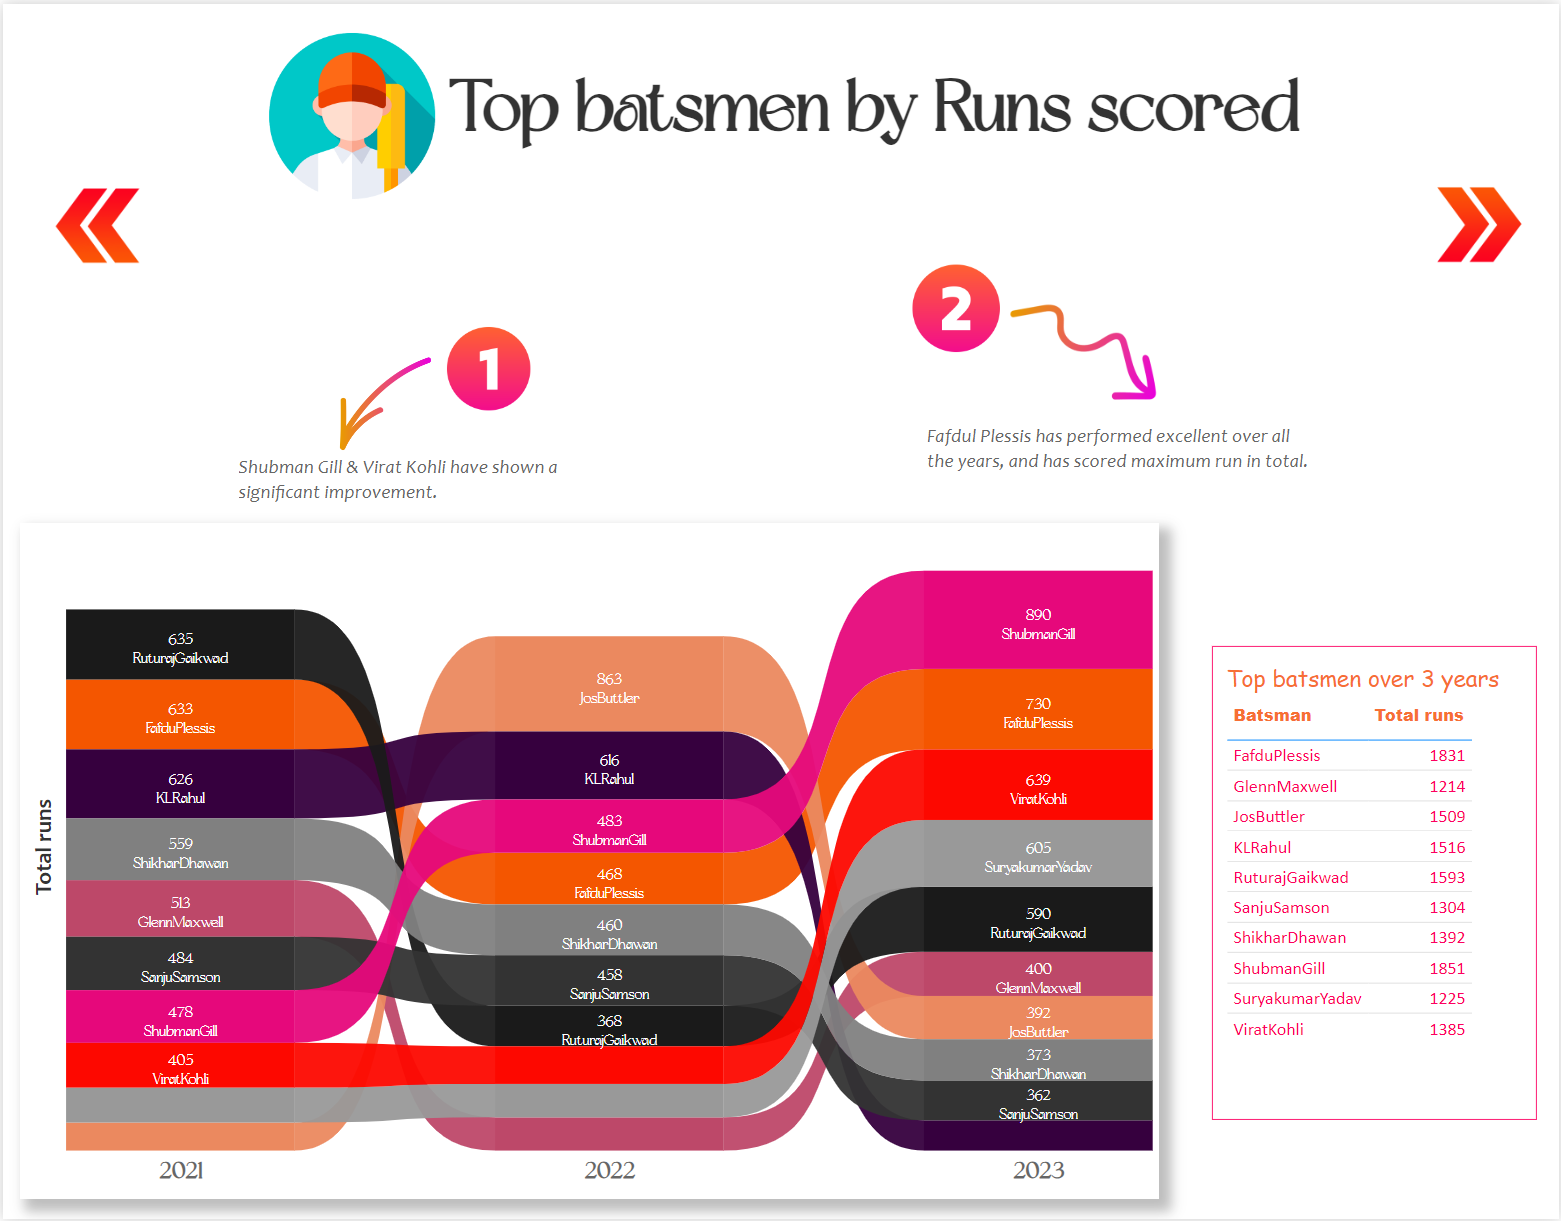 Top batsmen by Runs scored
1
2
Shubman Gill & Virat Kohli have shown a
significant improvement.
Fafdul Plessis has performed excellent over all
the years, and has scored maximum run in total.
Total runs
635
RuturajGaikwad
633
FafduPlessis
626
KLRahul
559
ShikharDhawan
513
GlennMaxwell
484
SanjuSamson
478
ShubmanGill
405
ViratKohli
2021
863
JosButtler
616
KLRahul
483
ShubmanGill
468
FafduPlessis
460
ShikharDhawan
458
SanjuSamson
368
RuturajGaikwad
2022
890
ShubmanGill
730
FafduPlessis
639
ViratKohli
605
SuryakumarYadav
590
RuturajGaikwad
400
GlennMaxwell
392
JosButtler
373
ShikharDhawan
362
SanjuSamson
2023
Top batsmen over 3 years
Batsman Total runs
FafduPlessis 1831
GlennMaxwell 1214
JosButtler 1509
KLRahul 1516
RuturajGaikwad 1593
SanjuSamson 1304
ShikharDhawan 1392
ShubmanGill 1851
SuryakumarYadav 1225
ViratKohli 1385